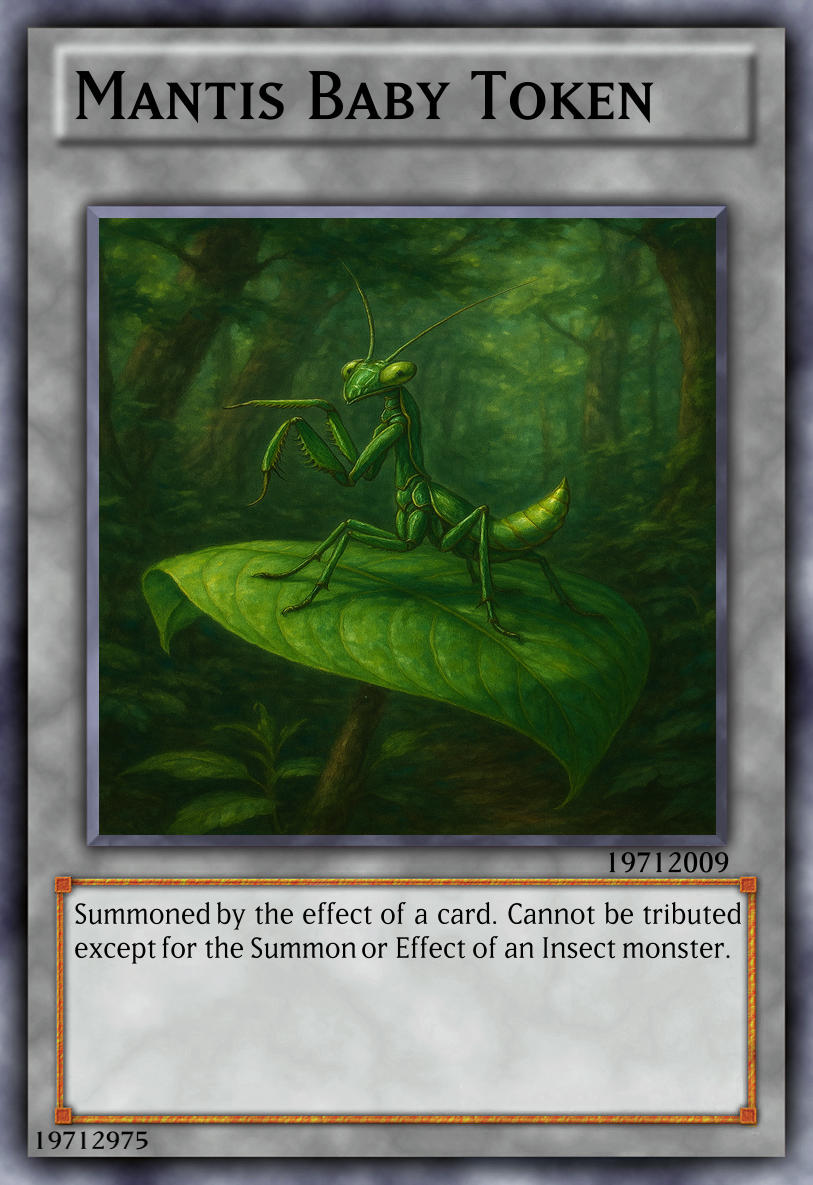 Mantis Baby Token
19712009
Summoned by the effect of a card. Cannot be tributed
except for the Summon or Effect of an Insect monster.
19712975